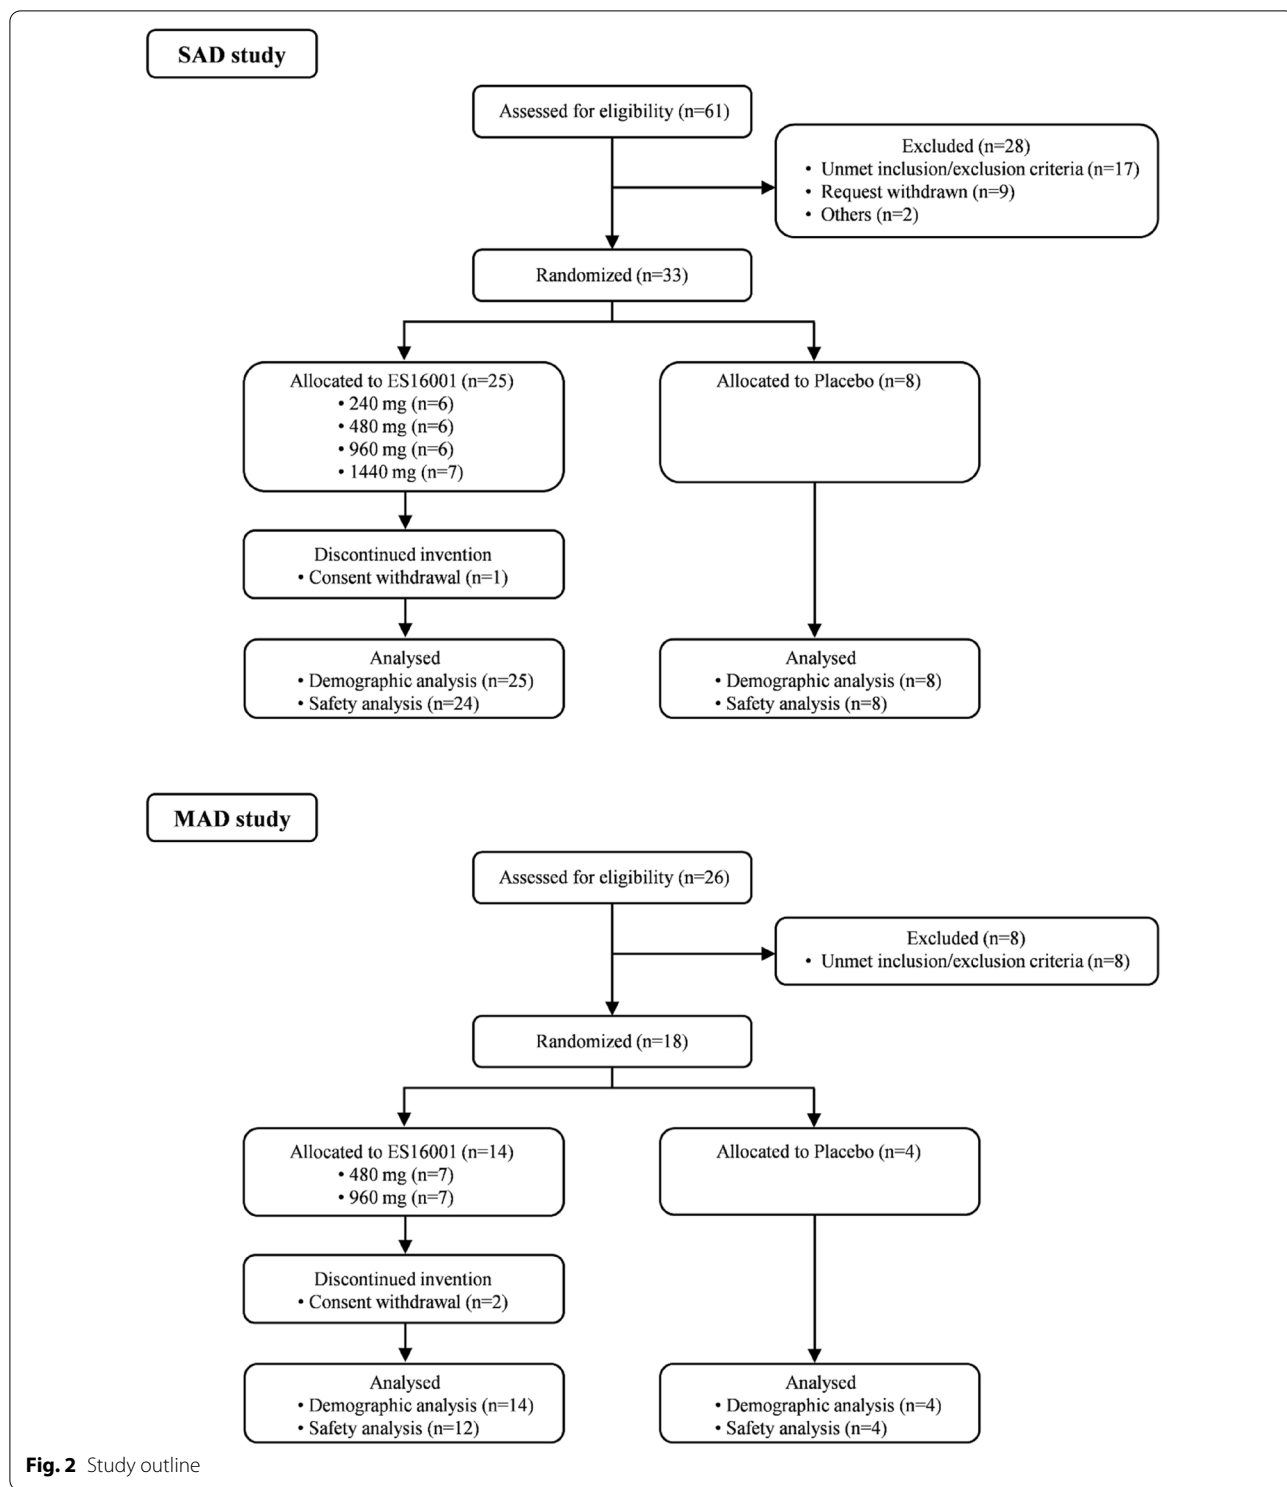 SAD study
Assessed for eligibility (n=61)
Excluded (n=28)
• Unmet inclusion/exclusion criteria (n=17)
• Request withdrawn (n=9)
• Others (n=2)
Randomized (n=33)
Allocated to ES16001 (n=25)
• 240 mg (n=6)
• 480 mg (n=6)
• 960 mg (n=6)
• 1440 mg (n=7)
Allocated to Placebo (n=8)
Discontinued invention
• Consent withdrawal (n=1)
Analysed
• Demographic analysis (n=25)
• Safety analysis (n=24)
Analysed
• Demographic analysis (n=8)
• Safety analysis (n=8)
MAD study
Assessed for eligibility (n=26)
Excluded (n=8)
• Unmet inclusion/exclusion criteria (n=8)
Randomized (n=18)
Allocated to ES16001 (n=14)
• 480 mg (n=7)
• 960 mg (n=7)
Allocated to Placebo (n=4)
Discontinued invention
• Consent withdrawal (n=2)
Analysed
• Demographic analysis (n=14)
• Safety analysis (n=12)
Analysed
• Demographic analysis (n=4)
• Safety analysis (n=4)
Fig. 2 Study outline